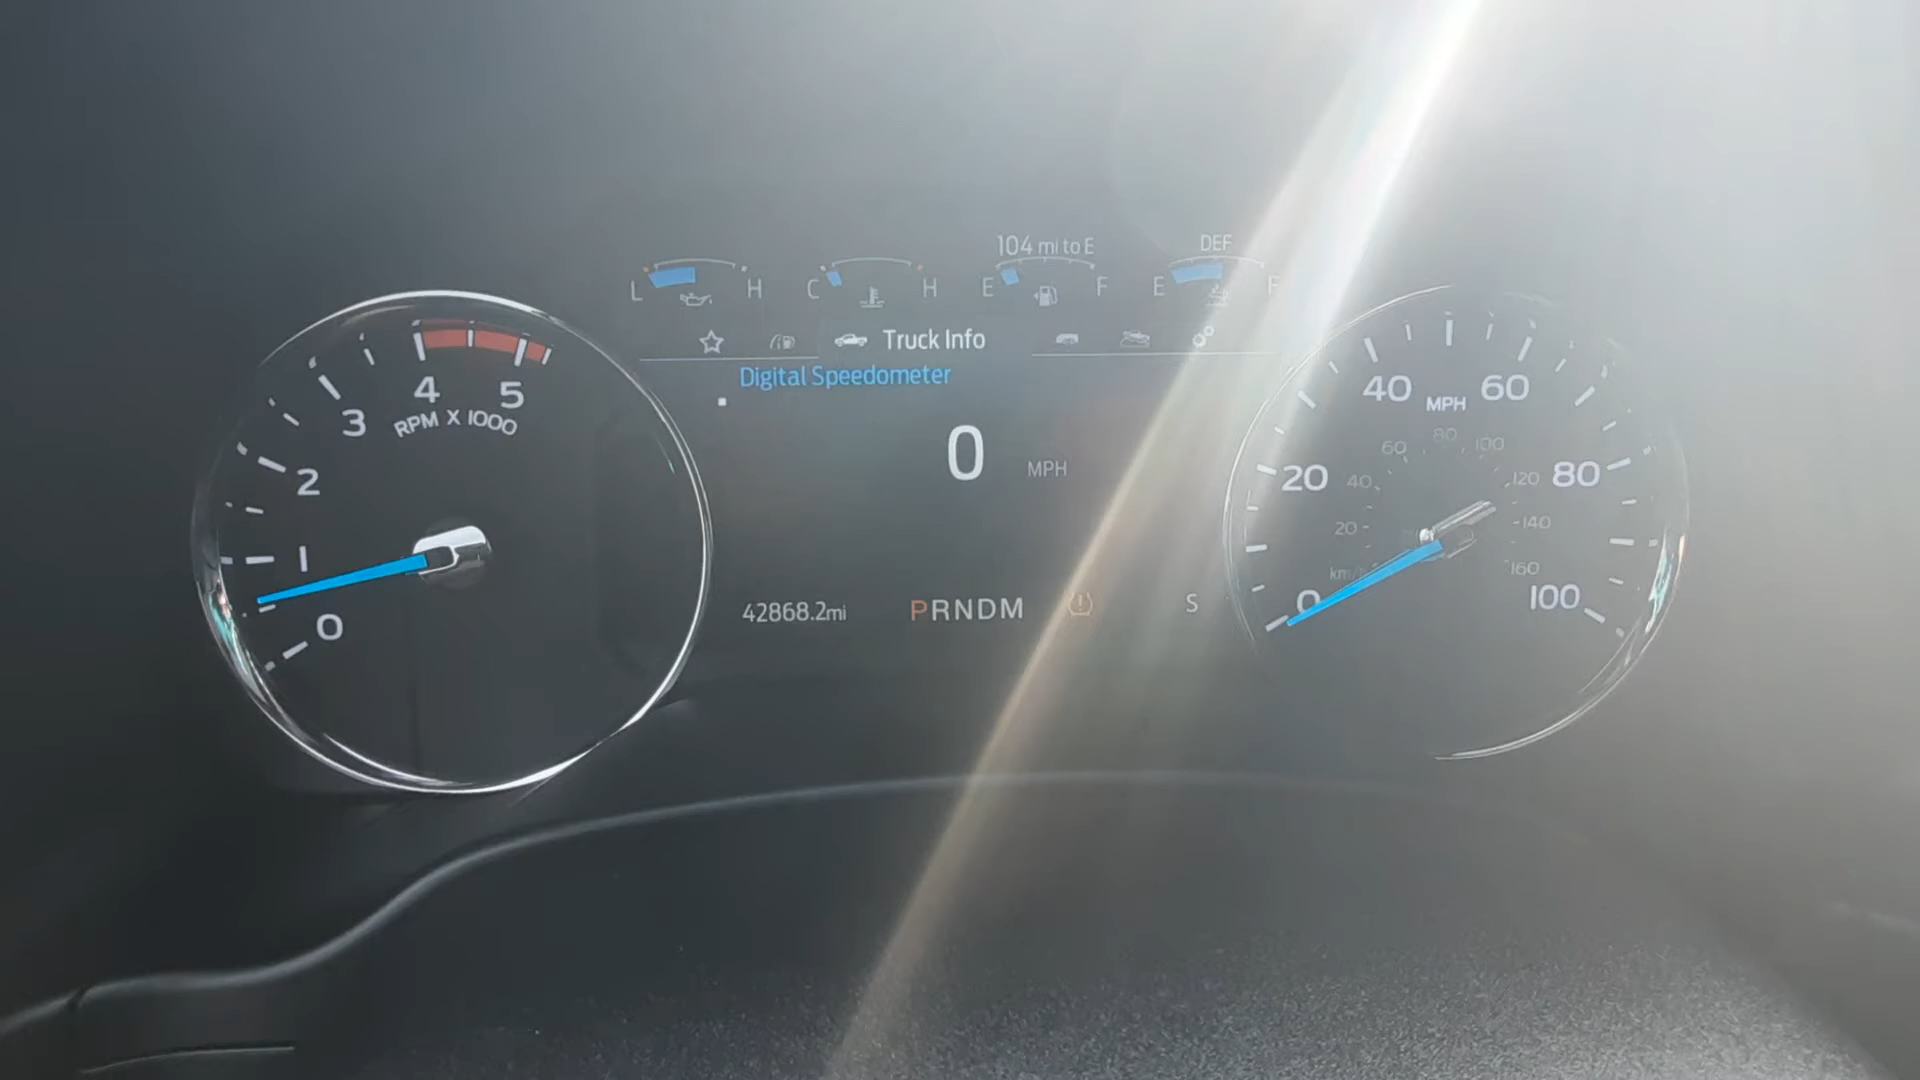 104 mi to E
DEF
L H C H E F E F
Truck Info
Digital Speedometer
0 MPH
42868.2mi
PRNDM
S
0 1 2 3 4 5
RPM X 1000
0 20 40 60 80 100
MPH
20 40 60 80 100 120 140 160
km/h